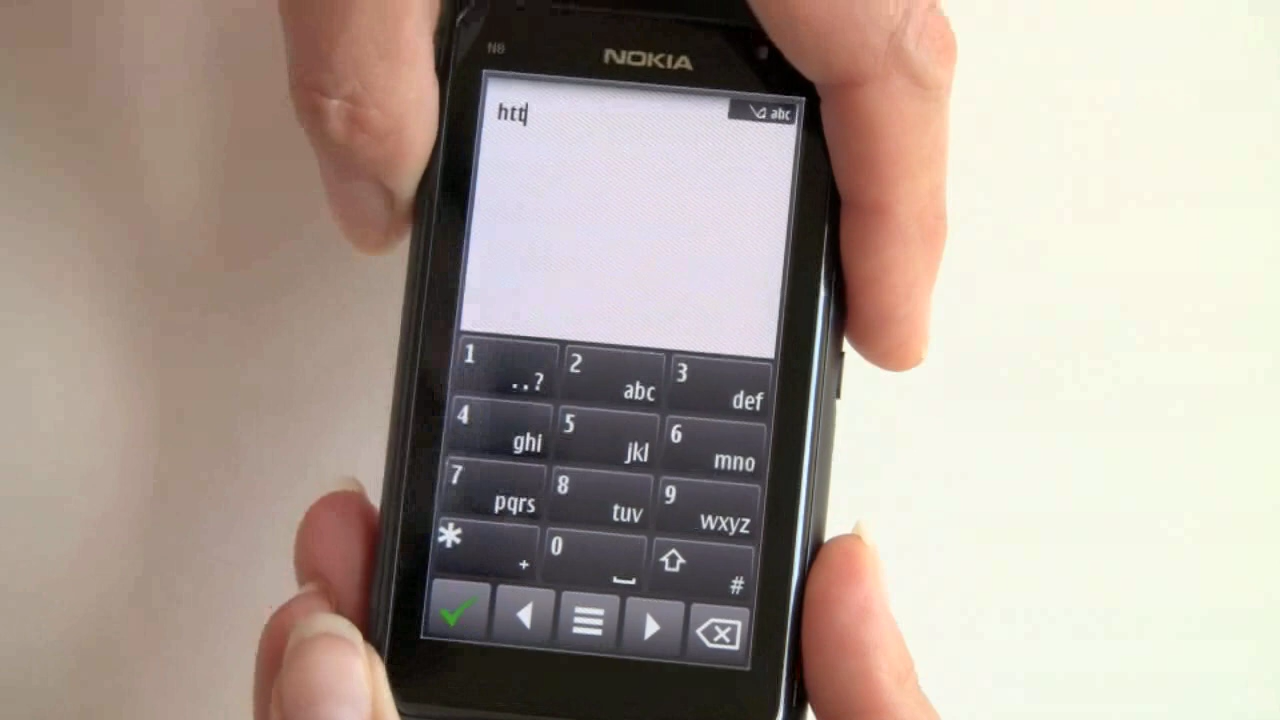 N8
NOKIA
htt
abc
1 ..?
2 abc
3 def
4 ghi
5 jkl
6 mno
7 pqrs
8 tuv
9 wxyz
* +
0
#